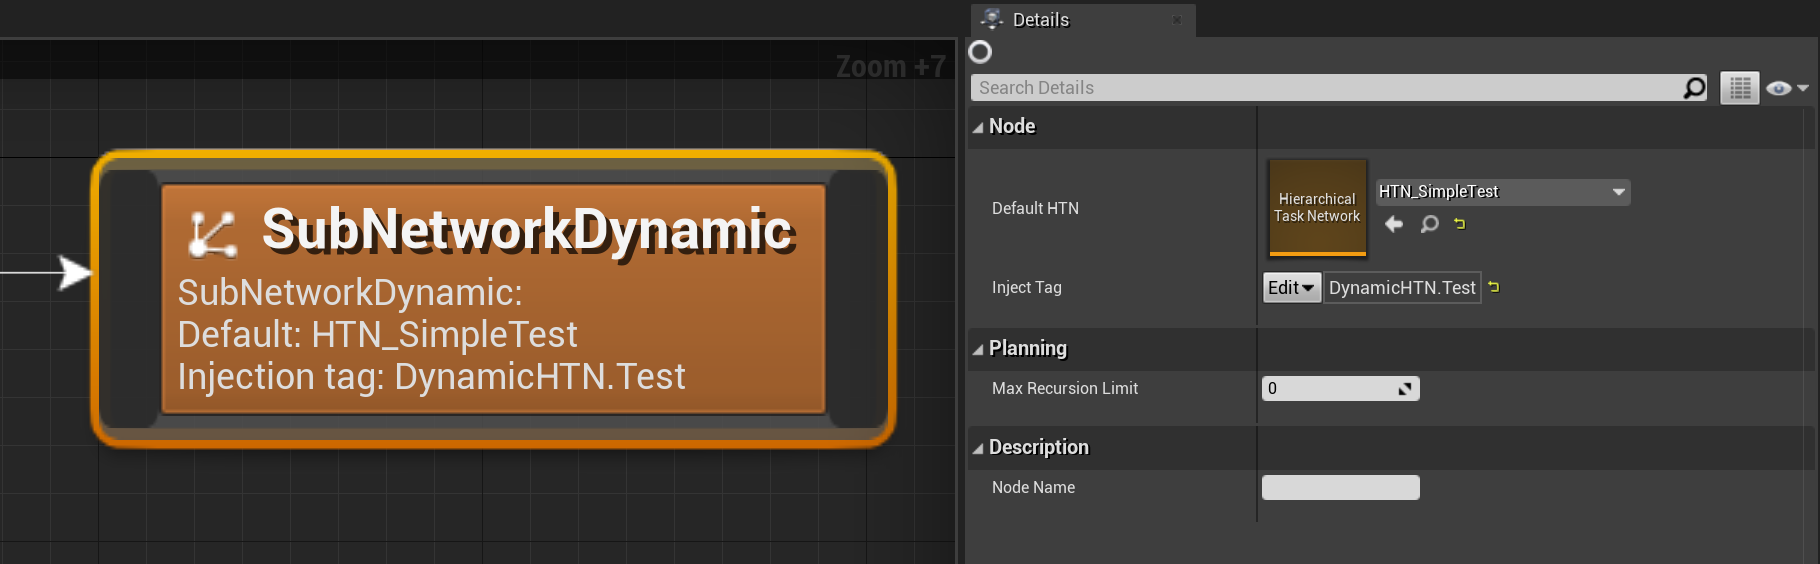 Zoom +7
SubNetworkDynamic
SubNetworkDynamic:
Default: HTN_SimpleTest
Injection tag: DynamicHTN.Test
Details
Search Details
Node
Default HTN
Hierarchical
Task Network
HTN_SimpleTest
Inject Tag
Edit
DynamicHTN.Test
Planning
Max Recursion Limit
0
Description
Node Name